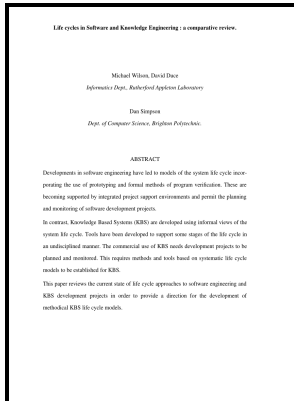 Life cycles in Software and Knowledge Engineering : a comparative review.
Michael Wilson, David Duce
Informatics Dept., Rutherford Appleton Laboratory
Dan Simpson
Dept. of Computer Science, Brighton Polytechnic.
ABSTRACT
Developments in software engineering have led to models of the system life cycle incor-
porating the use of prototyping and formal methods of program verification. These are
becoming supported by integrated project support environments and permit the planning
and monitoring of software development projects.
In contrast, Knowledge Based Systems (KBS) are developed using informal views of the
system life cycle. Tools have been developed to support some stages of the life cycle in
an undisciplined manner. The commercial use of KBS needs development projects to be
planned and monitored. This requires methods and tools based on systematic life cycle
models to be established for KBS.
This paper reviews the current state of life cycle approaches to software engineering and
KBS development projects in order to provide a direction for the development of
methodical KBS life cycle models.